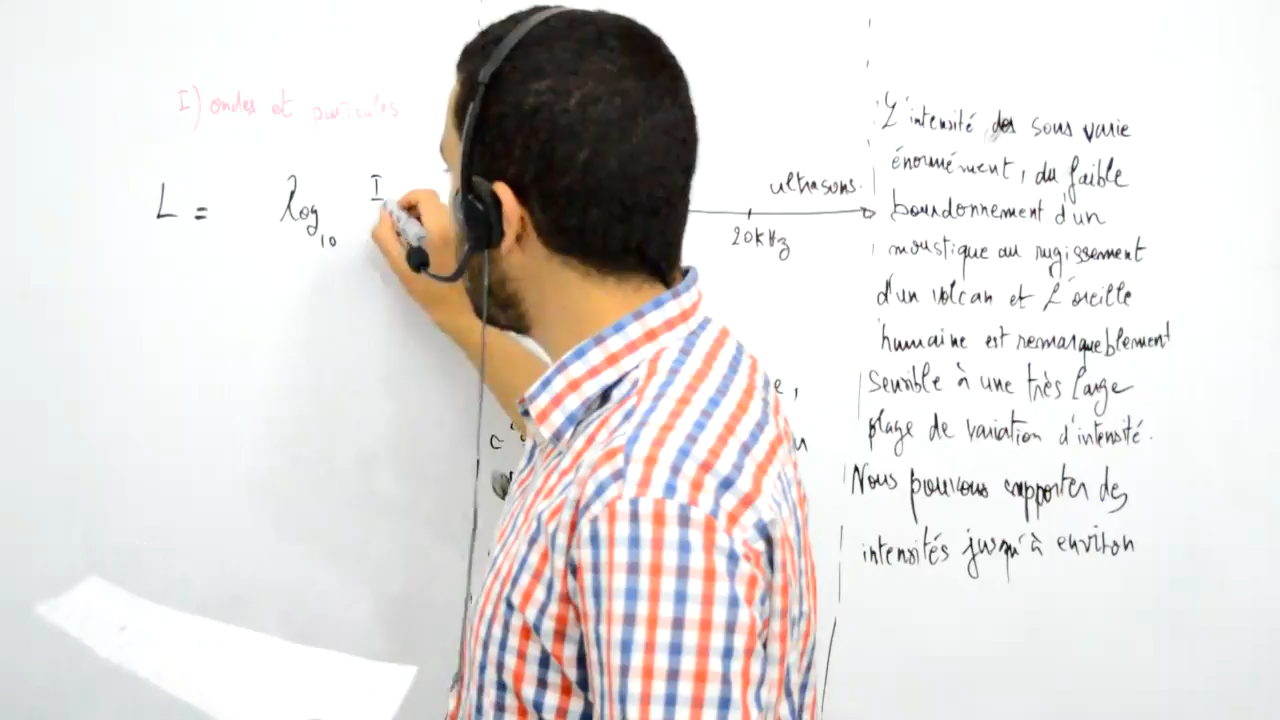 I) ondes et particules
L = log₁₀ I
ultrasons.
20kHz
L'intensité des sons varie
énormément, du faible
bourdonnement d'un
moustique au rugissement
d'un volcan et l'oreille
humaine est remarqueblement
sensible à une très large
plage de variation d'intensité.
Nous pouvons supporter des
intensités jusqu'à environ